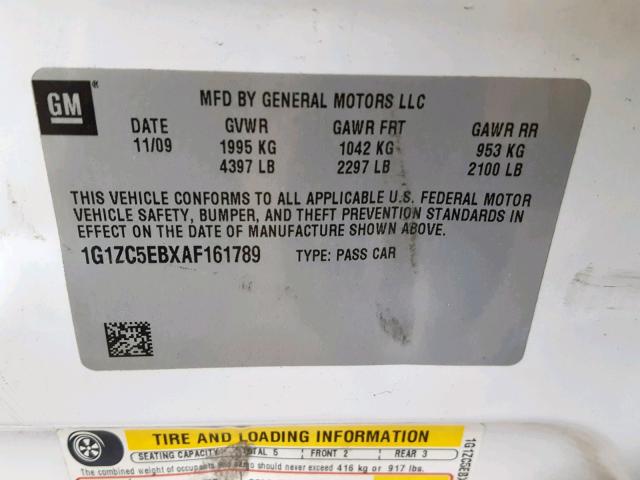 GM
MFD BY GENERAL MOTORS LLC
DATE GVWR GAWR FRT GAWR RR
11/09 1995 KG 1042 KG 953 KG
4397 LB 2297 LB 2100 LB
THIS VEHICLE CONFORMS TO ALL APPLICABLE U.S. FEDERAL MOTOR
VEHICLE SAFETY, BUMPER, AND THEFT PREVENTION STANDARDS IN
EFFECT ON THE DATE OF MANUFACTURE SHOWN ABOVE.
1G1ZC5EBXAF161789 TYPE: PASS CAR
TIRE AND LOADING INFORMATION
SEATING CAPACITY TOTAL 5 FRONT 2 REAR 3
The combined weight of occupants and cargo should never exceed 416 kg or 917 lbs.
1G1ZC5EBX